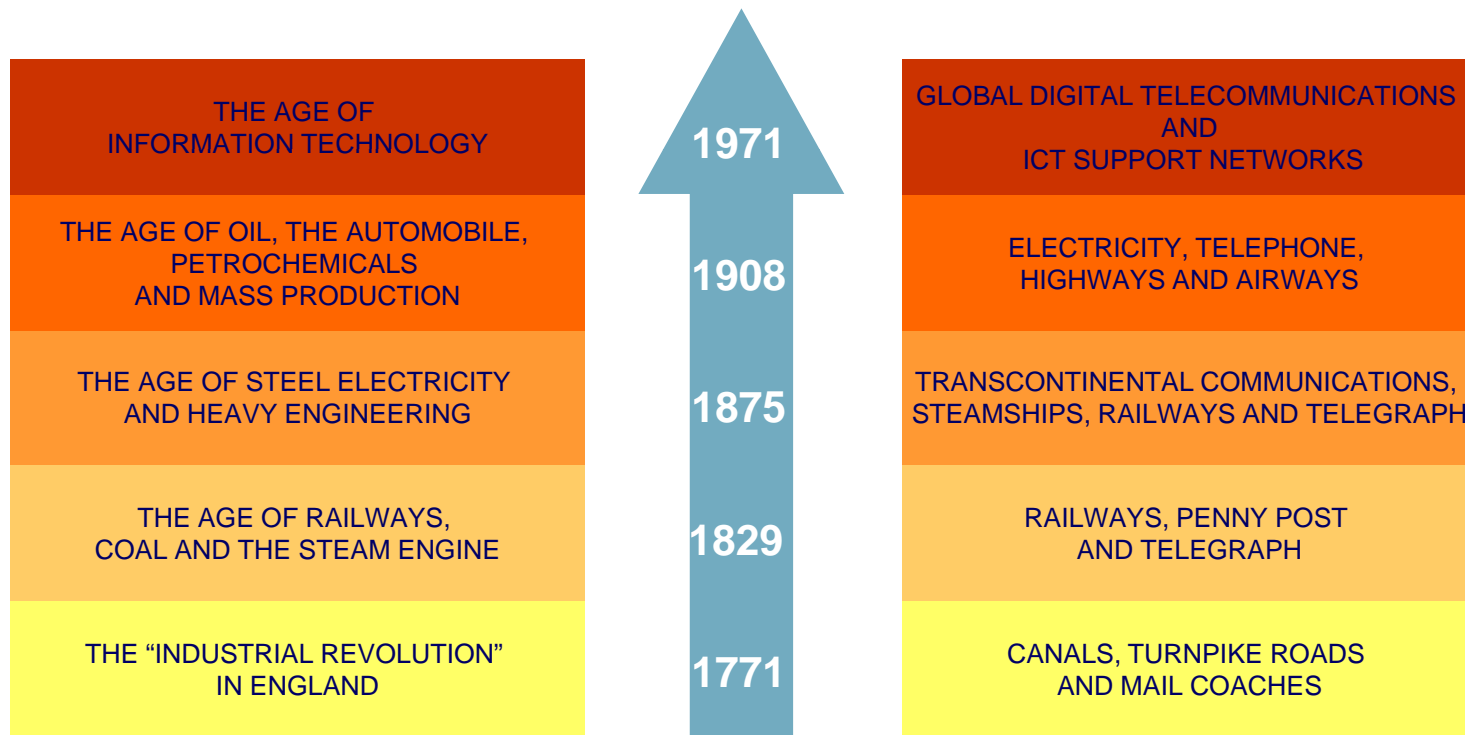 THE AGE OF
INFORMATION TECHNOLOGY
1971
GLOBAL DIGITAL TELECOMMUNICATIONS
AND
ICT SUPPORT NETWORKS
THE AGE OF OIL, THE AUTOMOBILE,
PETROCHEMICALS
AND MASS PRODUCTION
1908
ELECTRICITY, TELEPHONE,
HIGHWAYS AND AIRWAYS
THE AGE OF STEEL ELECTRICITY
AND HEAVY ENGINEERING
1875
TRANSCONTINENTAL COMMUNICATIONS,
STEAMSHIPS, RAILWAYS AND TELEGRAPH
THE AGE OF RAILWAYS,
COAL AND THE STEAM ENGINE
1829
RAILWAYS, PENNY POST
AND TELEGRAPH
THE “INDUSTRIAL REVOLUTION”
IN ENGLAND
1771
CANALS, TURNPIKE ROADS
AND MAIL COACHES